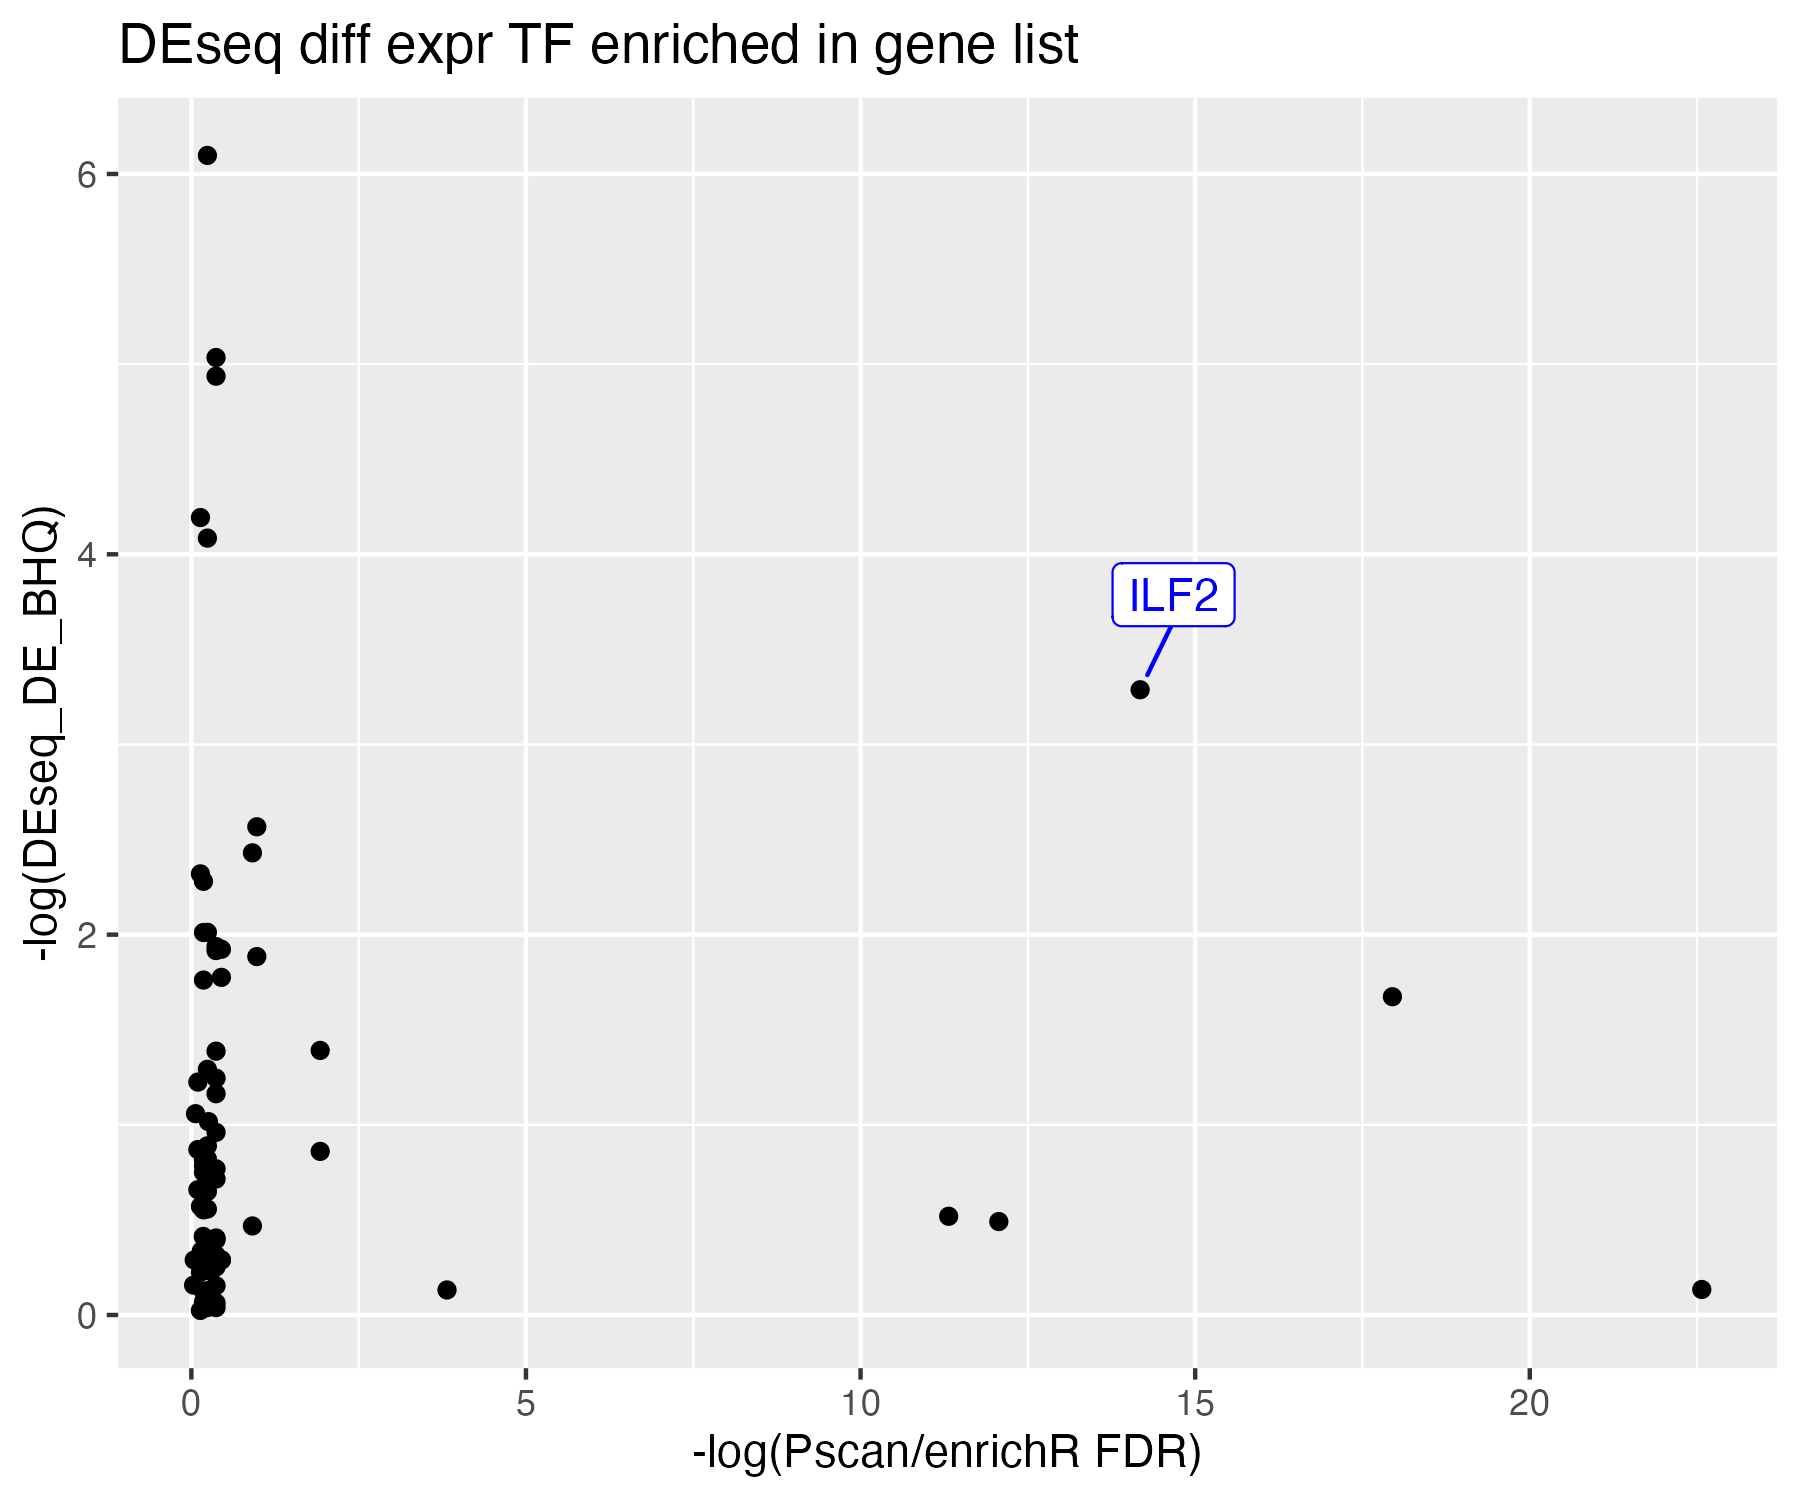 DEseq diff expr TF enriched in gene list
6
4
2
0
-log(DEseq_DE_BHQ)
ILF2
0 5 10 15 20
-log(Pscan/enrichR FDR)